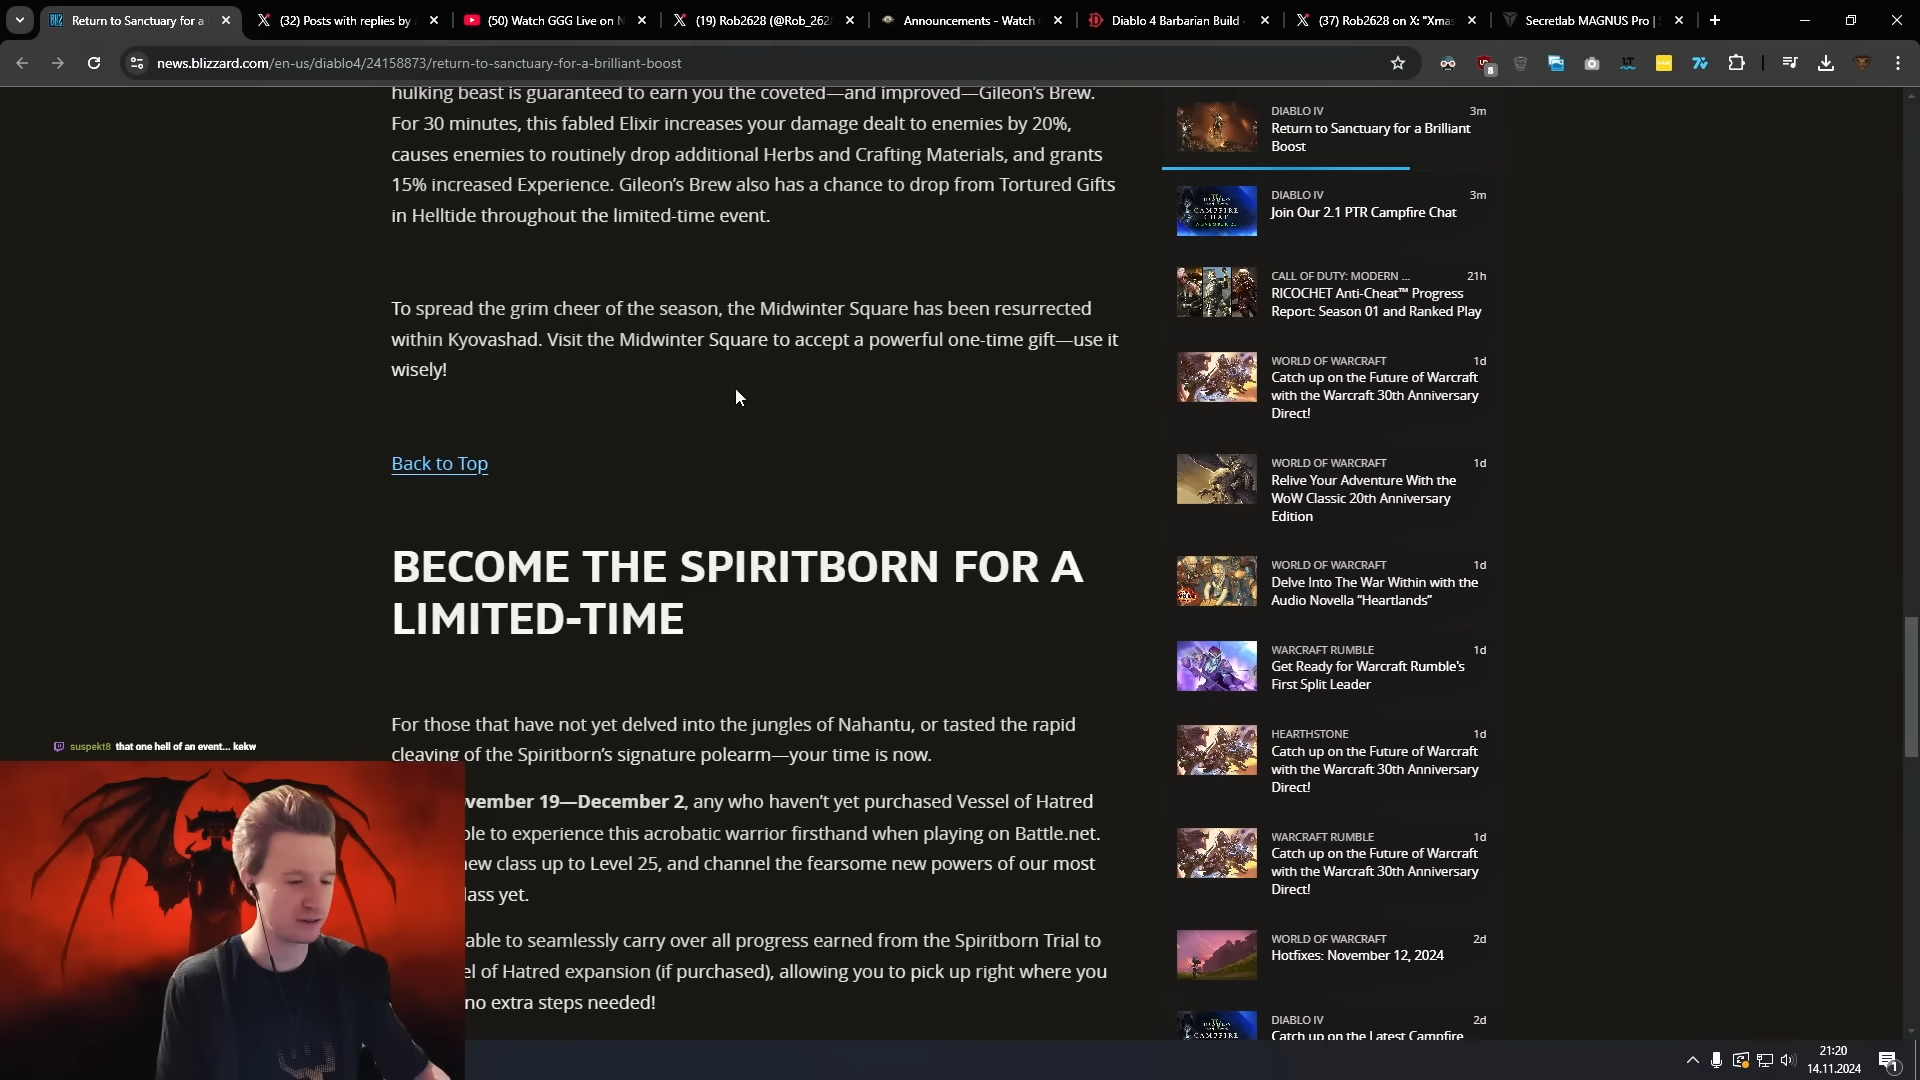 Return to Sanctuary for a
(32) Posts with replies by
(50) Watch GGG Live on
(19) Rob2628 (@Rob_262
Announcements - Watch
Diablo 4 Barbarian Build
(37) Rob2628 on X: "Xma
Secretlab MAGNUS Pro |
news.blizzard.com/en-us/diablo4/24158873/return-to-sanctuary-for-a-brilliant-boost
8
hulking beast is guaranteed to earn you the coveted—and improved—Gileon's Brew.
For 30 minutes, this fabled Elixir increases your damage dealt to enemies by 20%,
causes enemies to routinely drop additional Herbs and Crafting Materials, and grants
15% increased Experience. Gileon's Brew also has a chance to drop from Tortured Gifts
in Helltide throughout the limited-time event.
To spread the grim cheer of the season, the Midwinter Square has been resurrected
within Kyovashad. Visit the Midwinter Square to accept a powerful one-time gift—use it
wisely!
Back to Top
BECOME THE SPIRITBORN FOR A
LIMITED-TIME
For those that have not yet delved into the jungles of Nahantu, or tasted the rapid
cleaving of the Spiritborn's signature polearm—your time is now.
vember 19—December 2, any who haven't yet purchased Vessel of Hatred
ble to experience this acrobatic warrior firsthand when playing on Battle.net.
ew class up to Level 25, and channel the fearsome new powers of our most
lass yet.
able to seamlessly carry over all progress earned from the Spiritborn Trial to
el of Hatred expansion (if purchased), allowing you to pick up right where you
no extra steps needed!
suspekt8 that one hell of an event... kekw
DIABLO IV 3m
Return to Sanctuary for a Brilliant
Boost
DIABLO IV 3m
Join Our 2.1 PTR Campfire Chat
CALL OF DUTY: MODERN ... 21h
RICOCHET Anti-Cheat™ Progress
Report: Season 01 and Ranked Play
WORLD OF WARCRAFT 1d
Catch up on the Future of Warcraft
with the Warcraft 30th Anniversary
Direct!
WORLD OF WARCRAFT 1d
Relive Your Adventure With the
WoW Classic 20th Anniversary
Edition
WORLD OF WARCRAFT 1d
Delve Into The War Within with the
Audio Novella "Heartlands"
WARCRAFT RUMBLE 1d
Get Ready for Warcraft Rumble's
First Split Leader
HEARTHSTONE 1d
Catch up on the Future of Warcraft
with the Warcraft 30th Anniversary
Direct!
WARCRAFT RUMBLE 1d
Catch up on the Future of Warcraft
with the Warcraft 30th Anniversary
Direct!
WORLD OF WARCRAFT 2d
Hotfixes: November 12, 2024
DIABLO IV 2d
Catch up on the Latest Campfire
21:20
14.11.2024
1